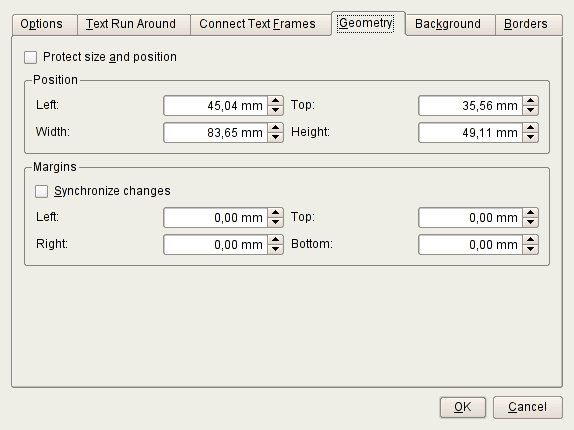 Options Text Run Around Connect Text Frames Geometry Background Borders
Protect size and position
Position
Left: 45,04 mm Top: 35,56 mm
Width: 83,65 mm Height: 49,11 mm
Margins
Synchronize changes
Left: 0,00 mm Top: 0,00 mm
Right: 0,00 mm Bottom: 0,00 mm
OK Cancel